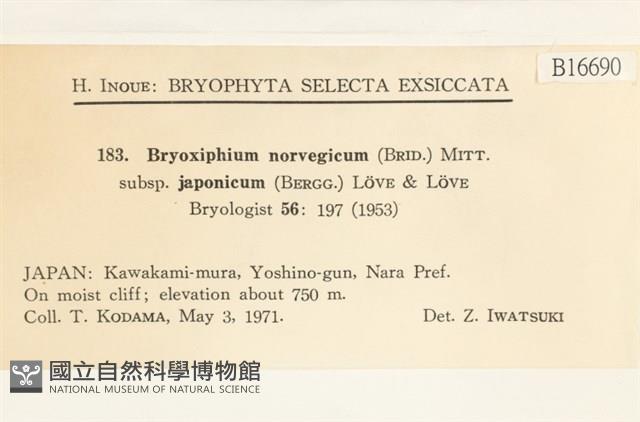 B16690
H. INOUE: BRYOPHYTA SELECTA EXSICCATA
183. Bryoxiphium norvegicum (BRID.) MITT.
subsp. japonicum (BERGG.) LÖVE & LÖVE
Bryologist 56: 197 (1953)
JAPAN: Kawakami-mura, Yoshino-gun, Nara Pref.
On moist cliff; elevation about 750 m.
Coll. T. KODAMA, May 3, 1971. Det. Z. IWATSUKI
國立自然科學博物館
NATIONAL MUSEUM OF NATURAL SCIENCE